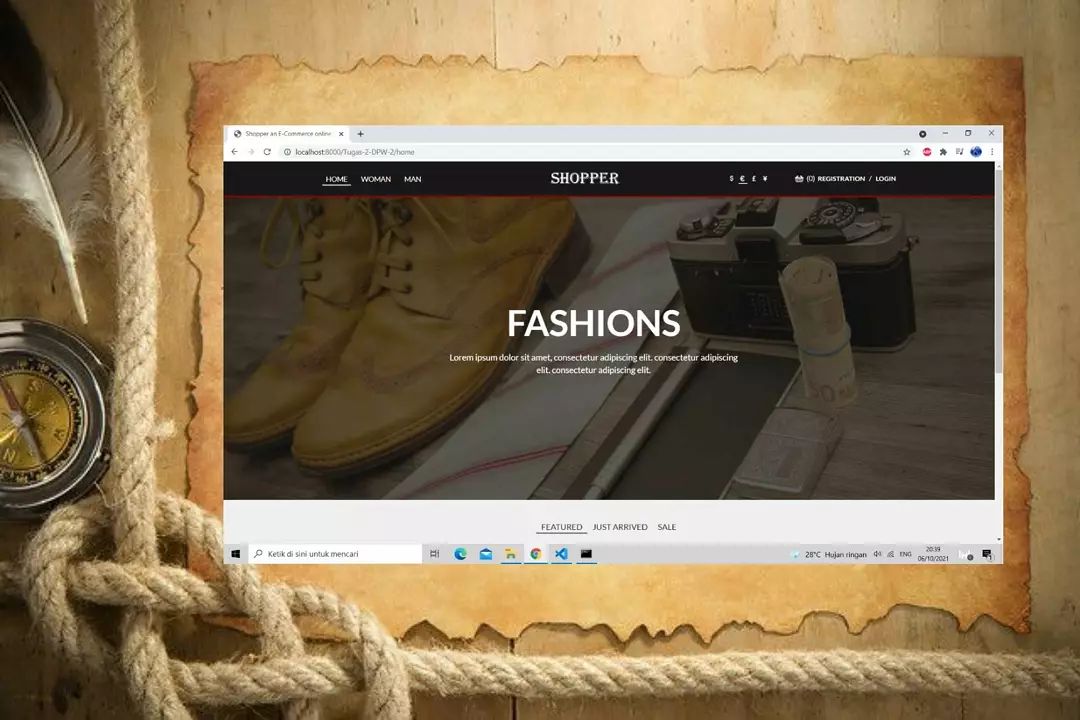 Shopper an E-Commerce online
localhost:8000/Tugas-2-DPW-2/home
HOME WOMAN MAN
SHOPPER
$ € £ ¥
(0) REGISTRATION / LOGIN
FASHIONS
Lorem ipsum dolor sit amet, consectetur adipiscing elit. consectetur adipiscing
elit. consectetur adipiscing elit.
FEATURED JUST ARRIVED SALE
Ketik di sini untuk mencari
28°C Hujan ringan
ENG
20:39
06/10/2021
N
S
W